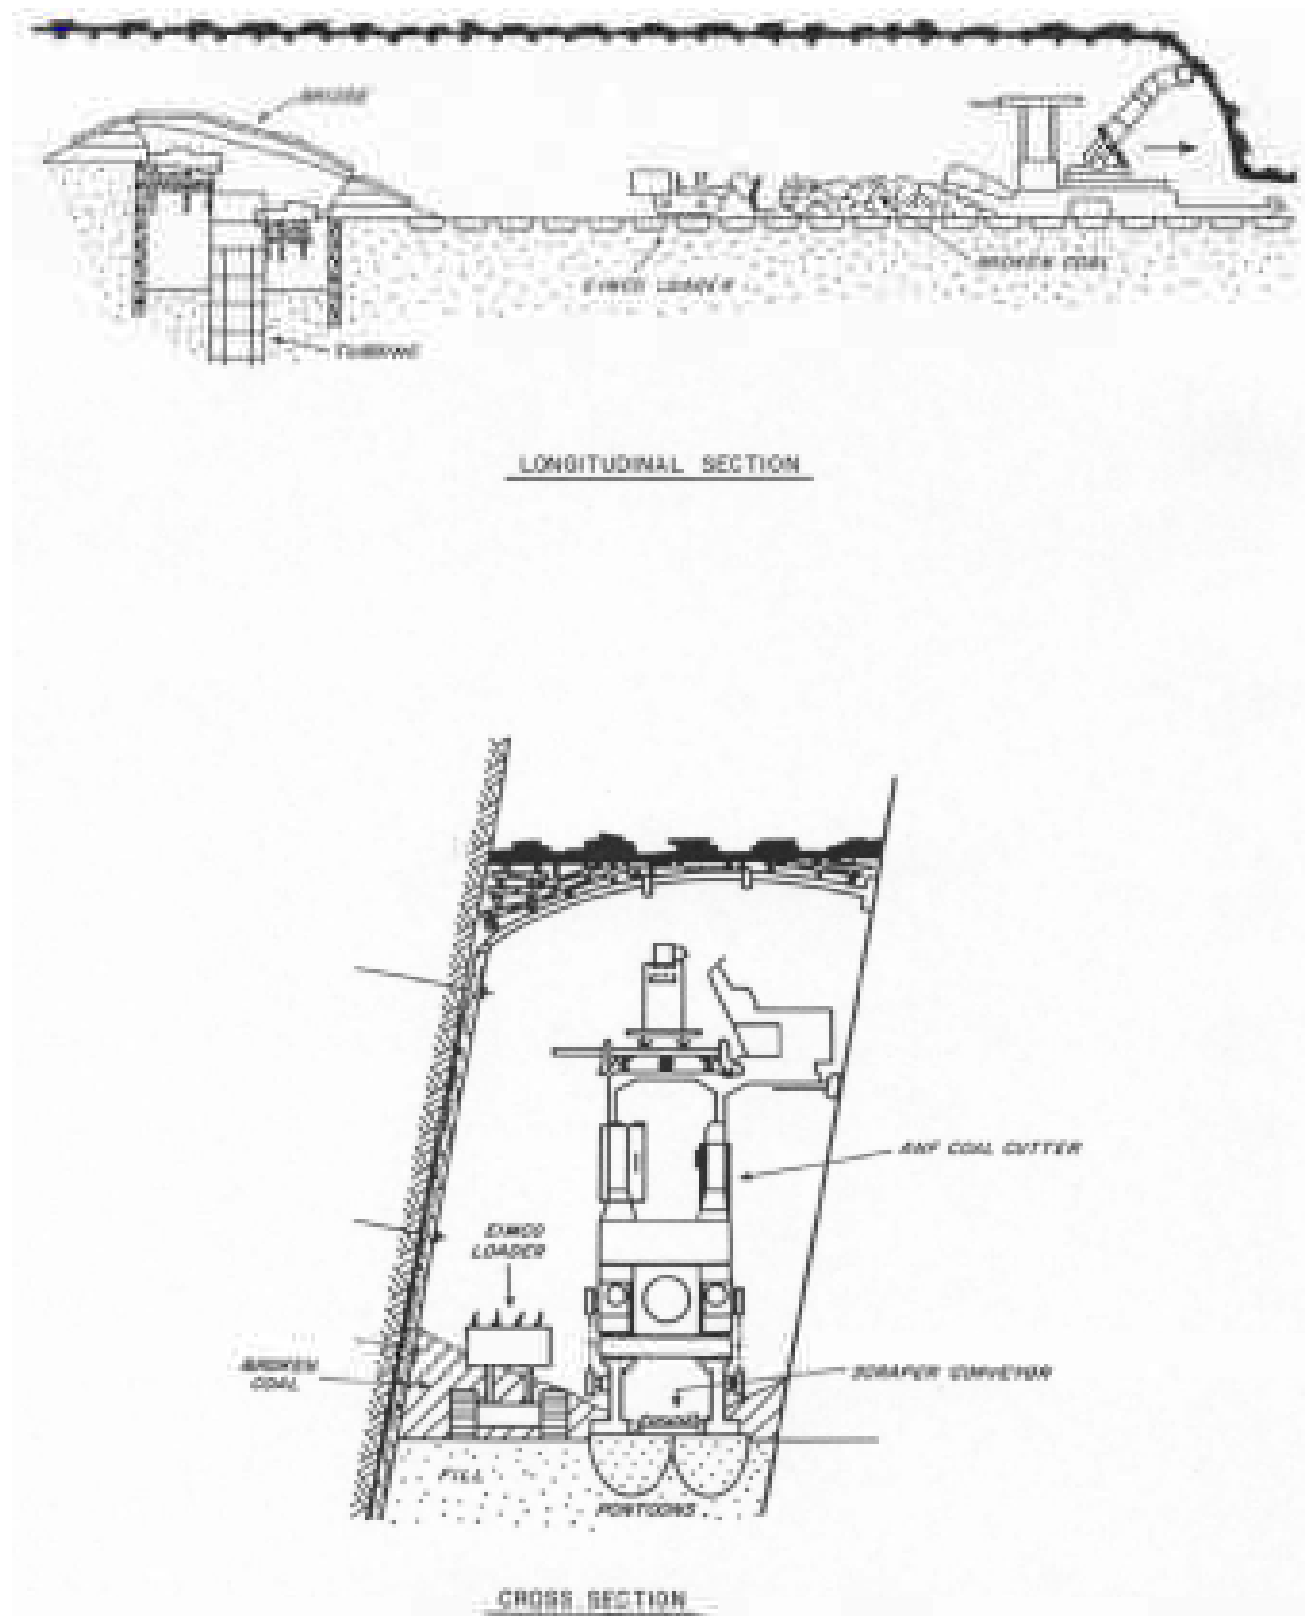 BRIDGE
BROKEN COAL
EIMCO LOADER
LONGITUDINAL SECTION
ANF COAL CUTTER
EIMCO
LOADER
BROKEN
COAL
SCRAPER CONVEYOR
FILL
PONTOONS
CROSS SECTION